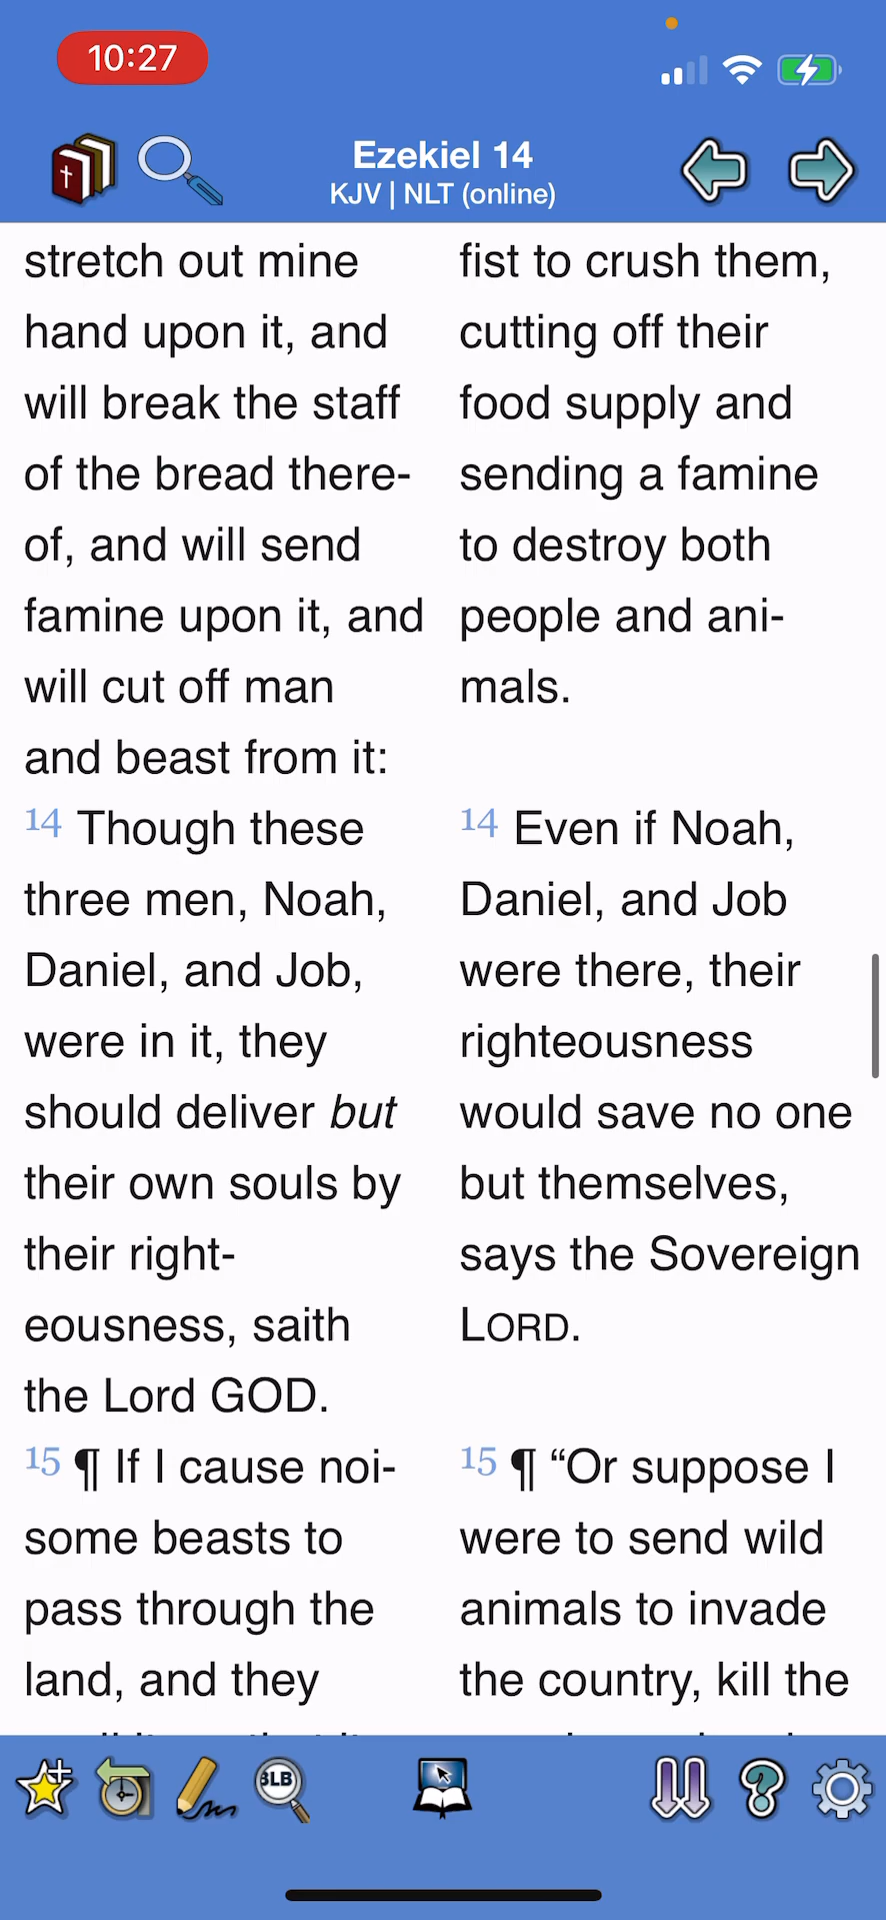 10:27
Ezekiel 14
KJV | NLT (online)
stretch out mine
hand upon it, and
will break the staff
of the bread there-
of, and will send
famine upon it, and
will cut off man
and beast from it:
14 Though these
three men, Noah,
Daniel, and Job,
were in it, they
should deliver but
their own souls by
their right-
eousness, saith
the Lord GOD.
15 ¶ If I cause noi-
some beasts to
pass through the
land, and they
fist to crush them,
cutting off their
food supply and
sending a famine
to destroy both
people and ani-
mals.
14 Even if Noah,
Daniel, and Job
were there, their
righteousness
would save no one
but themselves,
says the Sovereign
LORD.
15 ¶ “Or suppose I
were to send wild
animals to invade
the country, kill the
BLB